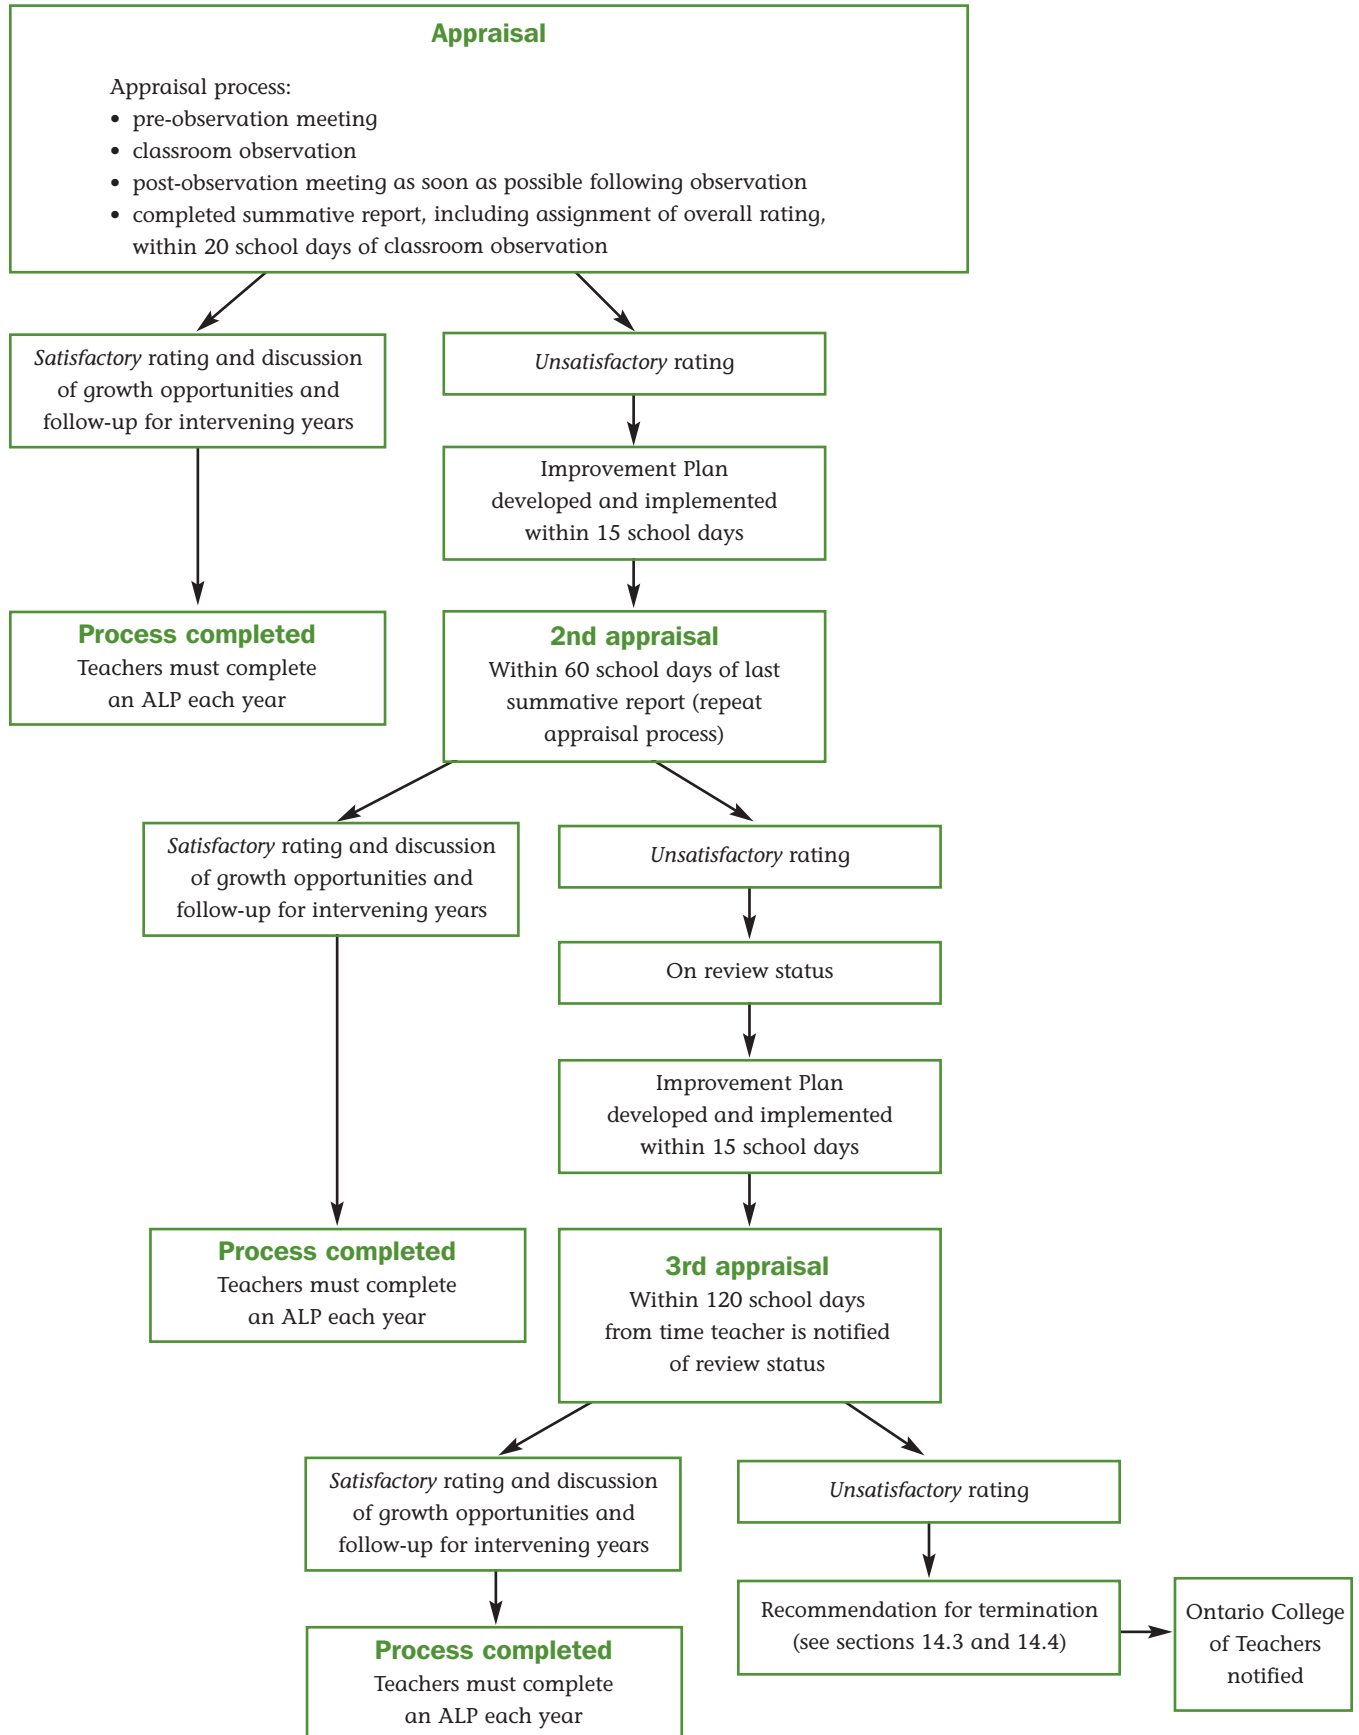 Appraisal
Appraisal process:
• pre-observation meeting
• classroom observation
• post-observation meeting as soon as possible following observation
• completed summative report, including assignment of overall rating,
within 20 school days of classroom observation
Satisfactory rating and discussion
of growth opportunities and
follow-up for intervening years
Unsatisfactory rating
Improvement Plan
developed and implemented
within 15 school days
Process completed
Teachers must complete
an ALP each year
2nd appraisal
Within 60 school days of last
summative report (repeat
appraisal process)
Satisfactory rating and discussion
of growth opportunities and
follow-up for intervening years
Unsatisfactory rating
On review status
Improvement Plan
developed and implemented
within 15 school days
Process completed
Teachers must complete
an ALP each year
3rd appraisal
Within 120 school days
from time teacher is notified
of review status
Satisfactory rating and discussion
of growth opportunities and
follow-up for intervening years
Unsatisfactory rating
Recommendation for termination
(see sections 14.3 and 14.4)
Ontario College
of Teachers
notified
Process completed
Teachers must complete
an ALP each year